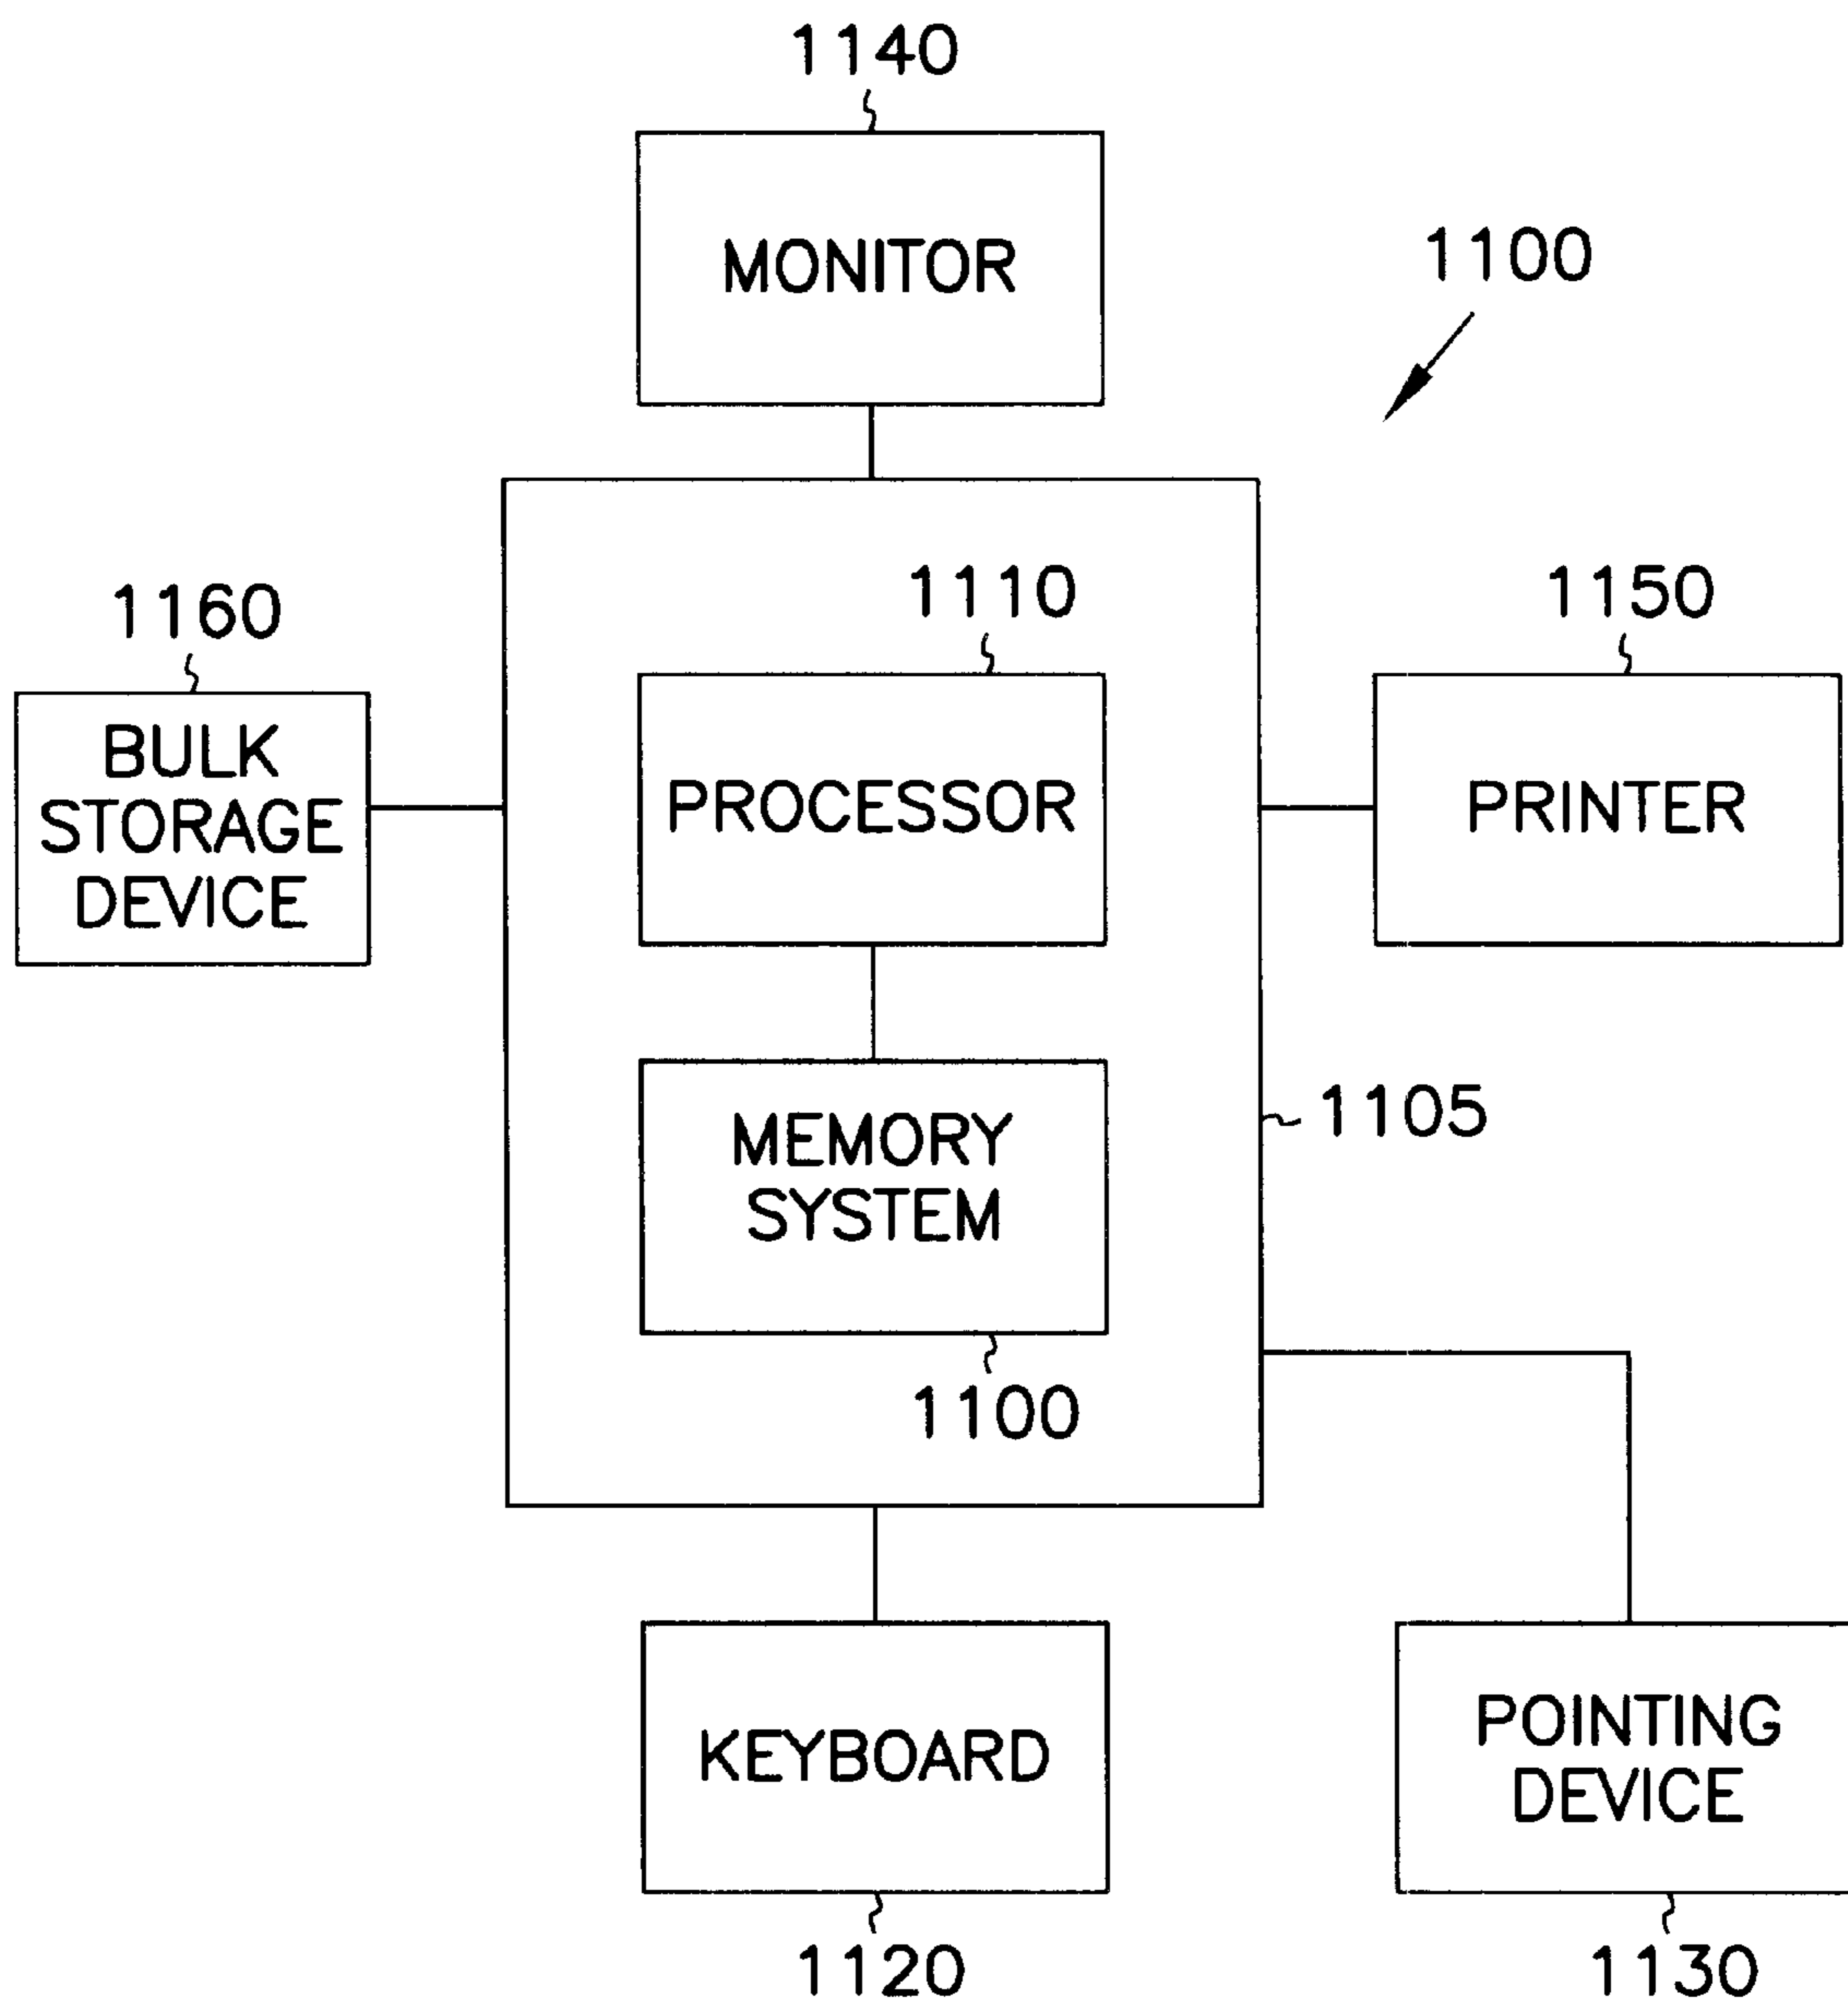 1140
MONITOR
1100
1160
BULK
STORAGE
DEVICE
1110
PROCESSOR
1150
PRINTER
MEMORY
SYSTEM
1105
1100
KEYBOARD
1120
POINTING
DEVICE
1130